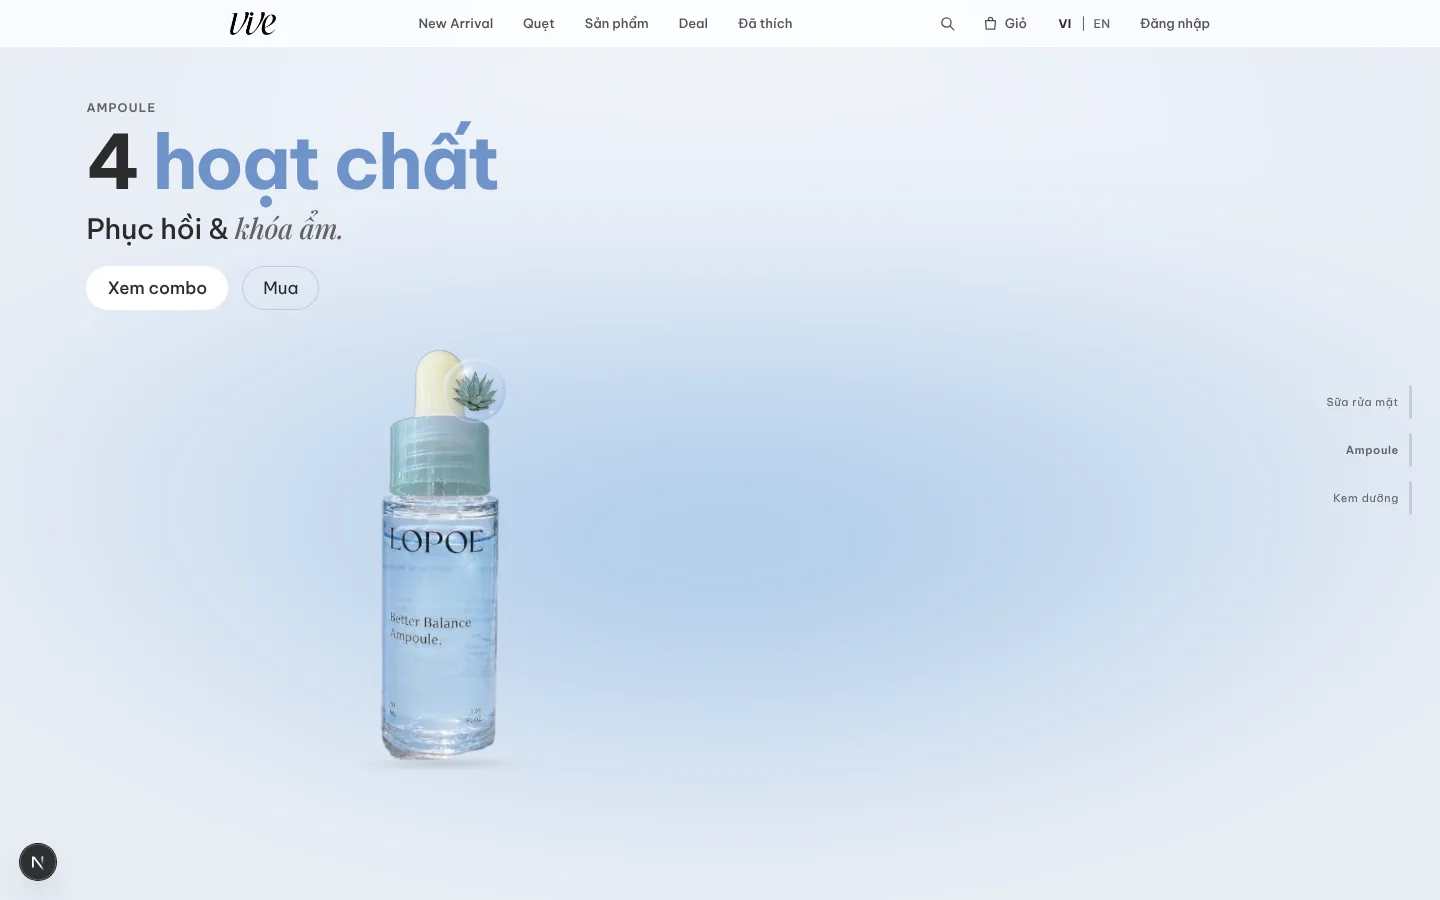 ViVe
New Arrival Quẹt Sản phẩm Deal Đã thích Giỏ VI | EN Đăng nhập
AMPOULE
4 hoạt chất
Phục hồi & khóa ẩm.
Xem combo Mua
Sữa rửa mặt
Ampoule
Kem dưỡng
LOPOE
Better Balance
Ampoule.
N